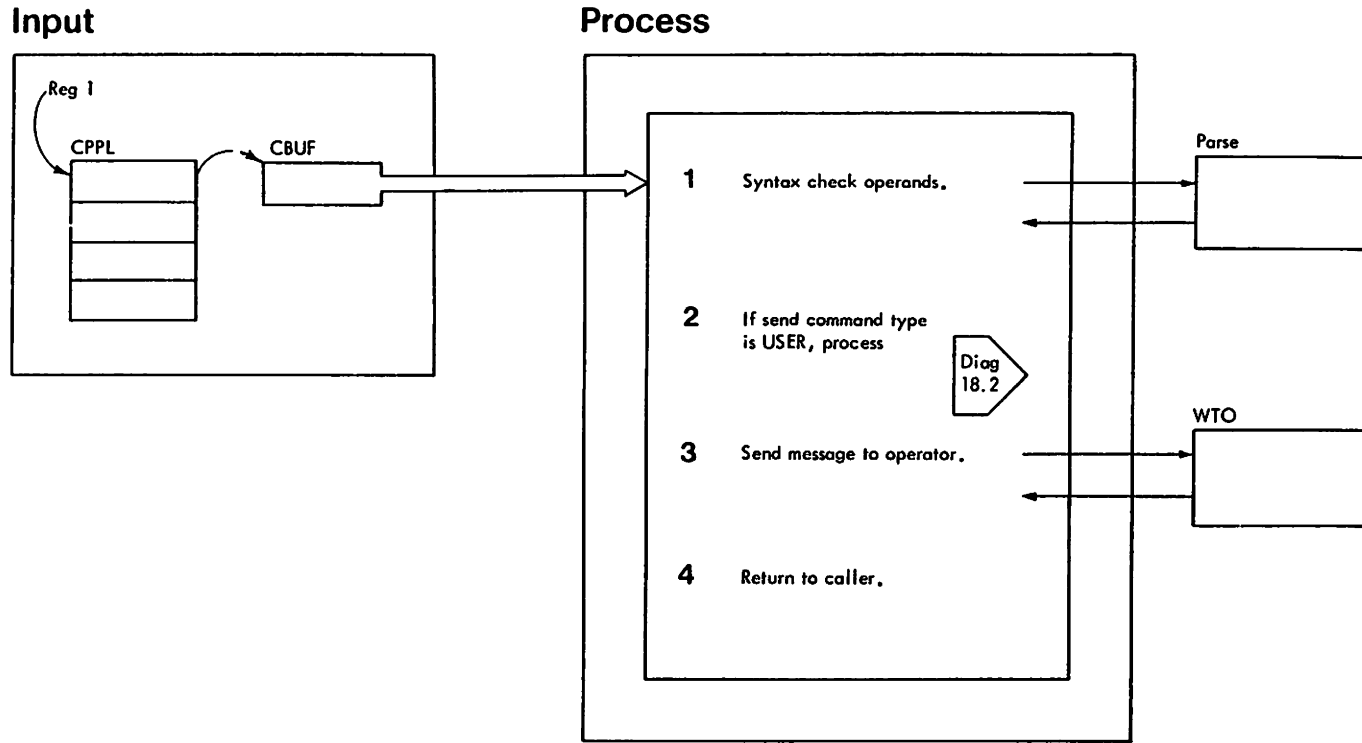 Input
Process
Reg 1
CPPL
CBUF
1 Syntax check operands.
Parse
2 If send command type
is USER, process
Diag
18.2
WTO
3 Send message to operator.
4 Return to caller.